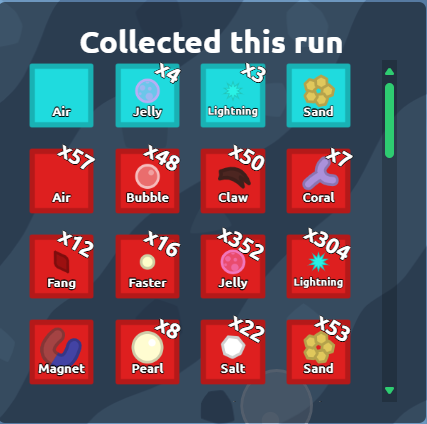 Collected this run
x4 x3
Air Jelly Lightning Sand
x57 x48 x50 x7
Air Bubble Claw Coral
x12 x16 x352 x304
Fang Faster Jelly Lightning
x8 x22 x53
Magnet Pearl Salt Sand